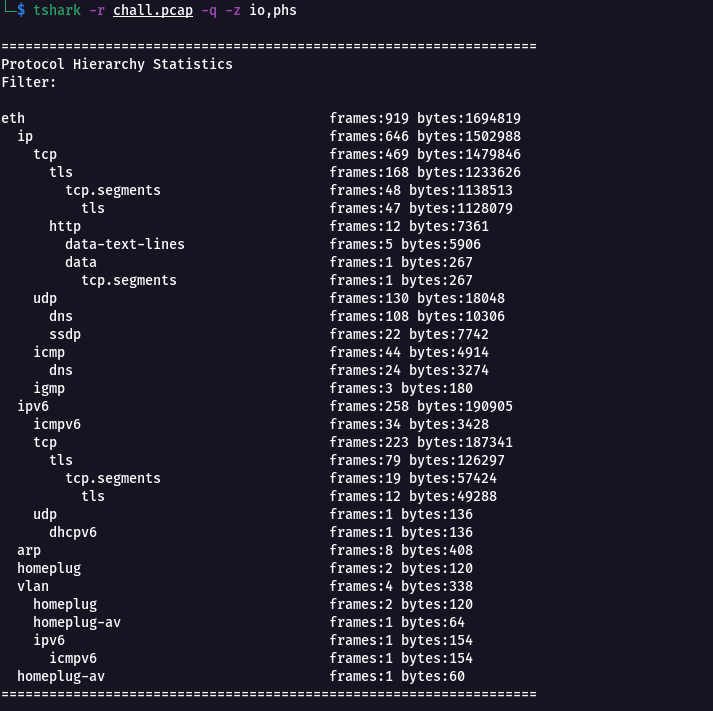 └─$ tshark -r chall.pcap -q -z io,phs
===================================================================
Protocol Hierarchy Statistics
Filter:
eth                                      frames:919 bytes:1694819
  ip                                     frames:646 bytes:1502988
    tcp                                  frames:469 bytes:1479846
      tls                                frames:168 bytes:1233626
        tcp.segments                     frames:48 bytes:1138513
          tls                            frames:47 bytes:1128079
      http                               frames:12 bytes:7361
        data-text-lines                  frames:5 bytes:5906
        data                             frames:1 bytes:267
          tcp.segments                   frames:1 bytes:267
    udp                                  frames:130 bytes:18048
      dns                                frames:108 bytes:10306
      ssdp                               frames:22 bytes:7742
    icmp                                 frames:44 bytes:4914
      dns                                frames:24 bytes:3274
    igmp                                 frames:3 bytes:180
  ipv6                                   frames:258 bytes:190905
    icmpv6                               frames:34 bytes:3428
    tcp                                  frames:223 bytes:187341
      tls                                frames:79 bytes:126297
        tcp.segments                     frames:19 bytes:57424
          tls                            frames:12 bytes:49288
    udp                                  frames:1 bytes:136
      dhcpv6                             frames:1 bytes:136
  arp                                    frames:8 bytes:408
  homeplug                               frames:2 bytes:120
  vlan                                   frames:4 bytes:338
    homeplug                             frames:2 bytes:120
    homeplug-av                          frames:1 bytes:64
    ipv6                                 frames:1 bytes:154
      icmpv6                             frames:1 bytes:154
  homeplug-av                            frames:1 bytes:60
===================================================================